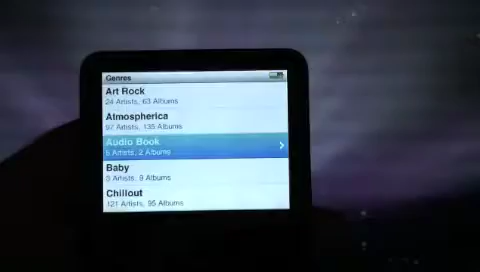 Genres
Art Rock
24 Artists, 63 Albums
Atmospherica
97 Artists, 135 Albums
Audio Book
5 Artists, 2 Albums
Baby
3 Artists, 9 Albums
Chillout
121 Artists, 95 Albums